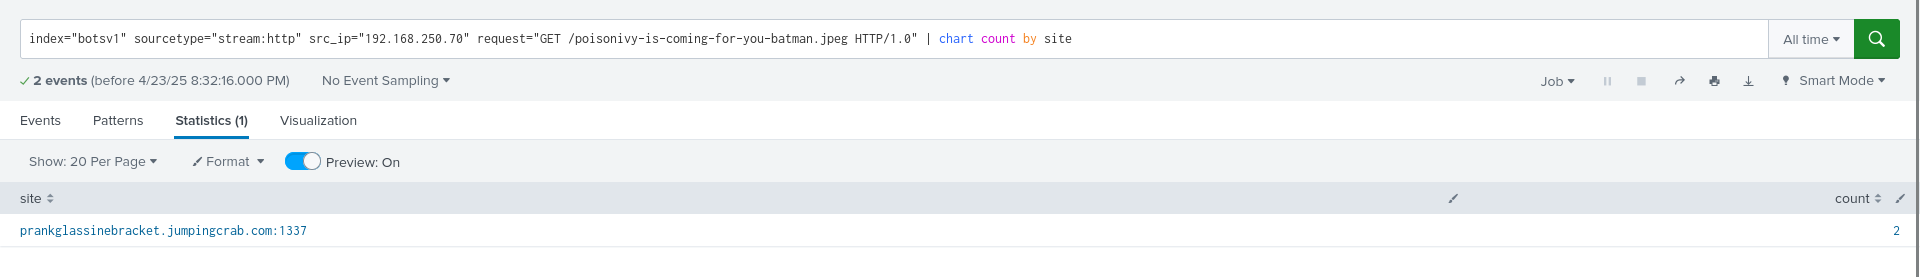 index="botsv1" sourcetype="stream:http" src_ip="192.168.250.70" request="GET /poisonivy-is-coming-for-you-batman.jpeg HTTP/1.0" | chart count by site
All time
2 events (before 4/23/25 8:32:16.000 PM) No Event Sampling Job Smart Mode
Events Patterns Statistics (1) Visualization
Show: 20 Per Page Format Preview: On
site count
prankglassinebracket.jumpingcrab.com:1337 2